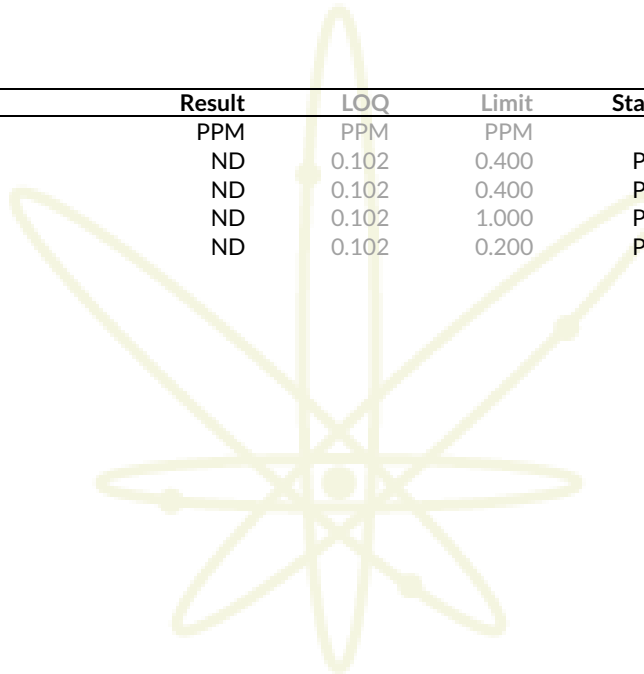 Result LOQ Limit Sta
PPM PPM PPM
ND 0.102 0.400 P
ND 0.102 0.400 P
ND 0.102 1.000 P
ND 0.102 0.200 P